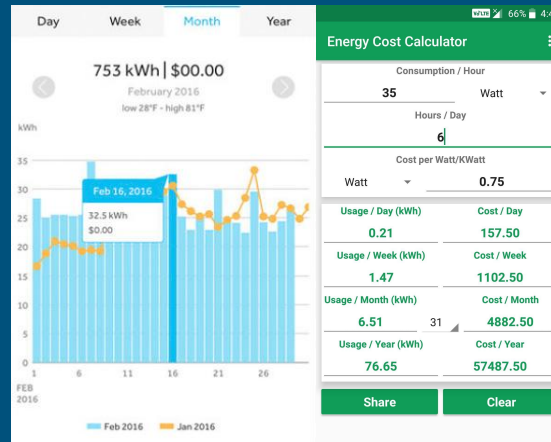 Day Week Month Year
753 kWh | $00.00
February 2016
low 28°F - high 81°F
kWh
35
30
25
20
15
10
5
0
Feb 16, 2016
32.5 kWh
$0.00
1 6 11 16 21 26
FEB
2016
Feb 2016 Jan 2016
VoLTE 66% 4:4
Energy Cost Calculator
Consumption / Hour
35 Watt
Hours / Day
6
Cost per Watt/KWatt
Watt 0.75
Usage / Day (kWh) Cost / Day
0.21 157.50
Usage / Week (kWh) Cost / Week
1.47 1102.50
Usage / Month (kWh) Cost / Month
6.51 31 4882.50
Usage / Year (kWh) Cost / Year
76.65 57487.50
Share Clear